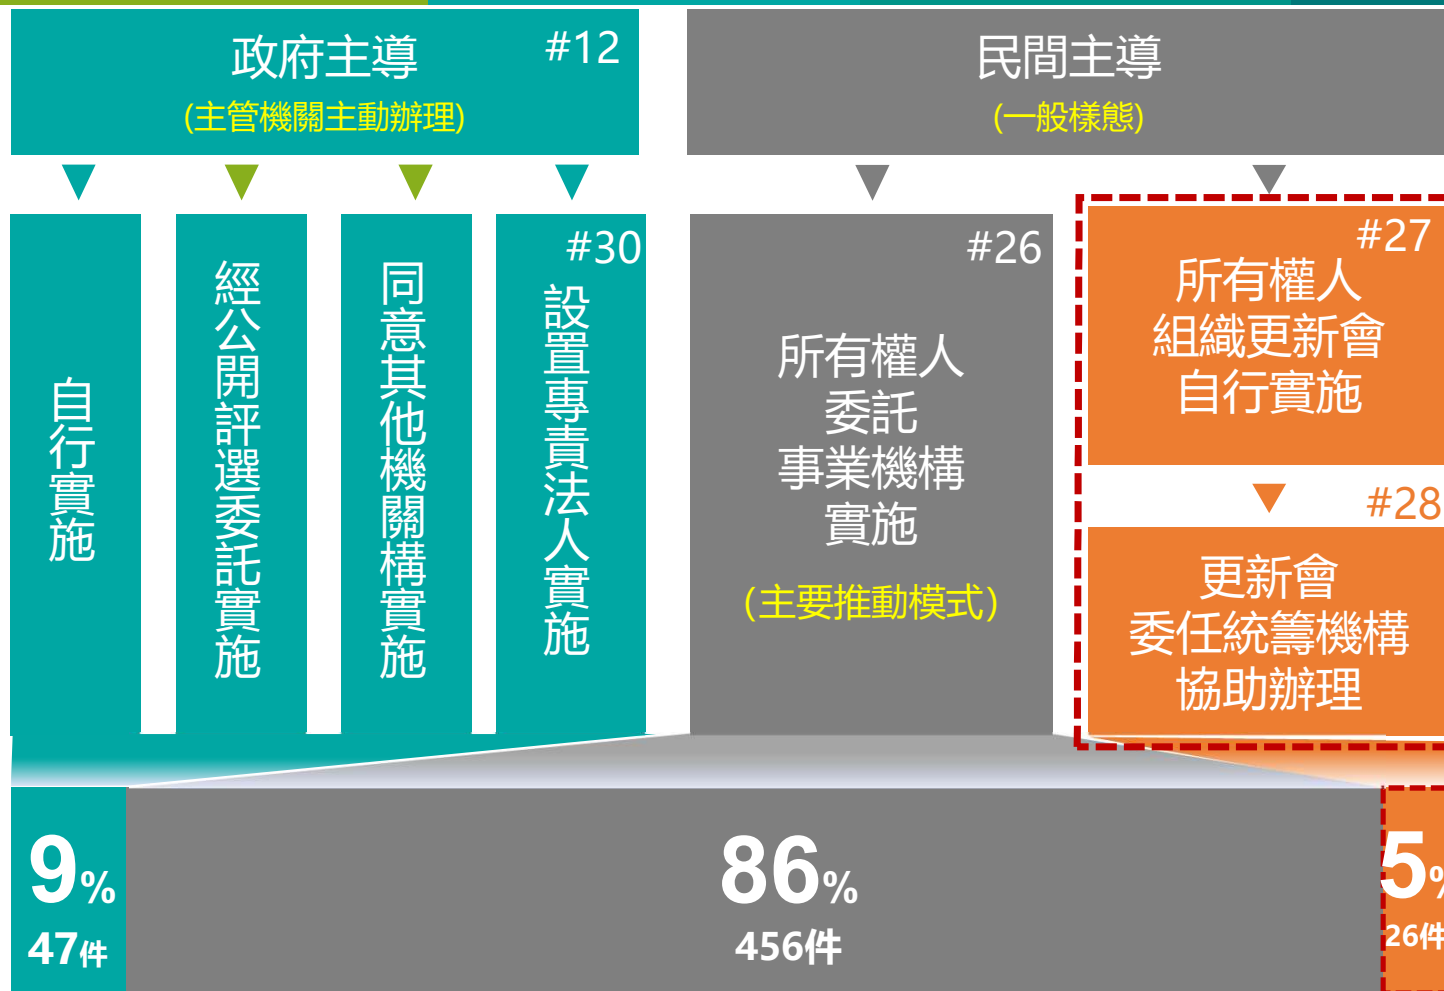 政府主導
#12
(主管機關主動辦理)
民間主導
(一般樣態)
自行實施
經公開評選委託實施
同意其他機關構實施
#30
設置專責法人實施
#26
所有權人
委託
事業機構
實施
(主要推動模式)
#27
所有權人
組織更新會
自行實施
#28
更新會
委任統籌機構
協助辦理
9%
47件
86%
456件
5%
26件